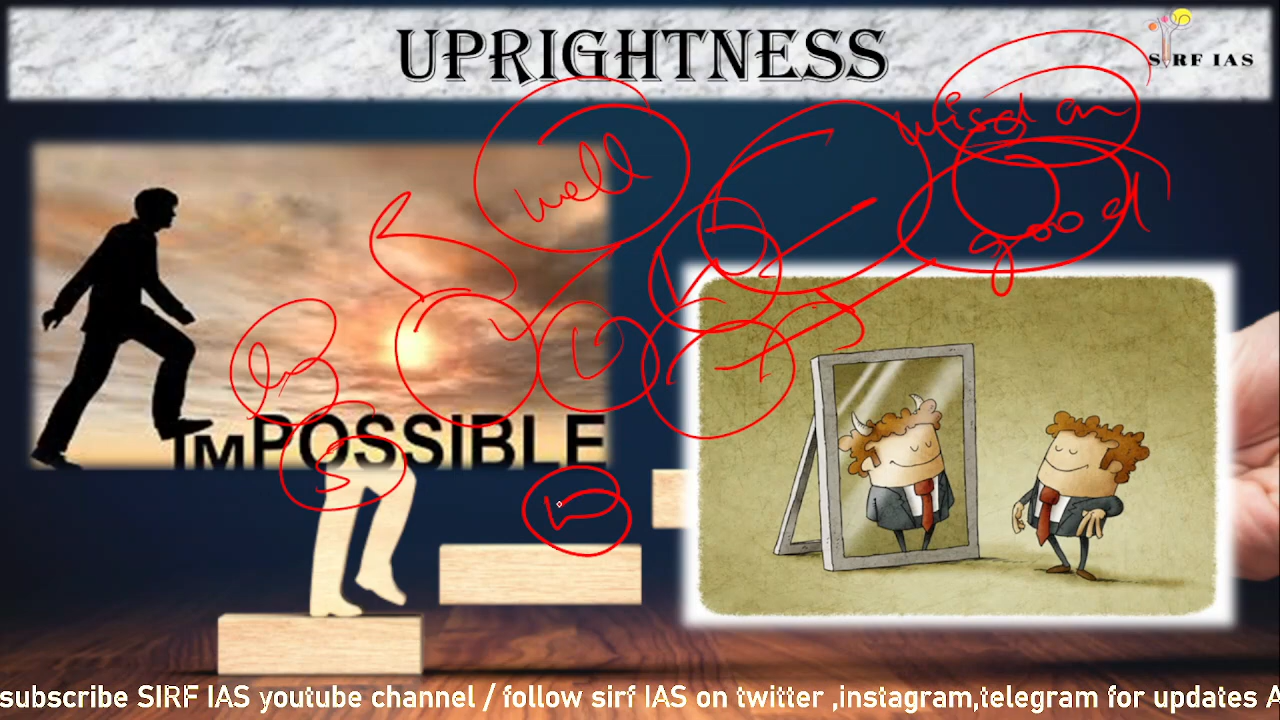 UPRIGHTNESS
SIRF IAS
wisdom
well
good
IMPOSSIBLE
subscribe SIRF IAS youtube channel / follow sirf IAS on twitter ,instagram,telegram for updates A